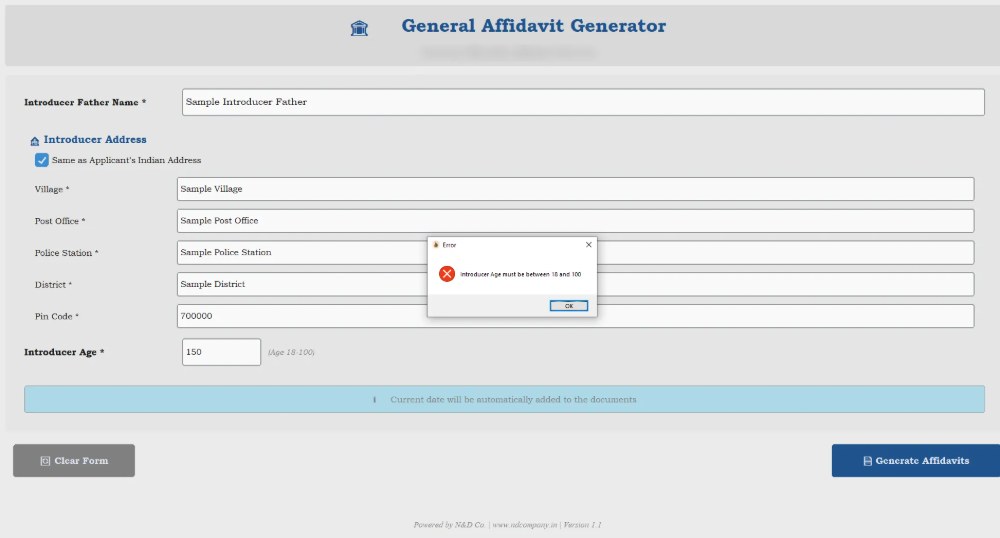 General Affidavit Generator
Introducer Father Name *
Sample Introducer Father
Introducer Address
Same as Applicant's Indian Address
Village *
Sample Village
Post Office *
Sample Post Office
Police Station *
Sample Police Station
District *
Sample District
Pin Code *
700000
Error
Introducer Age must be between 18 and 100
OK
Introducer Age *
150
(Age 18-100)
Current date will be automatically added to the documents
Clear Form
Generate Affidavits
Powered by N&D Co. | www.ndcompany.in | Version 1.1